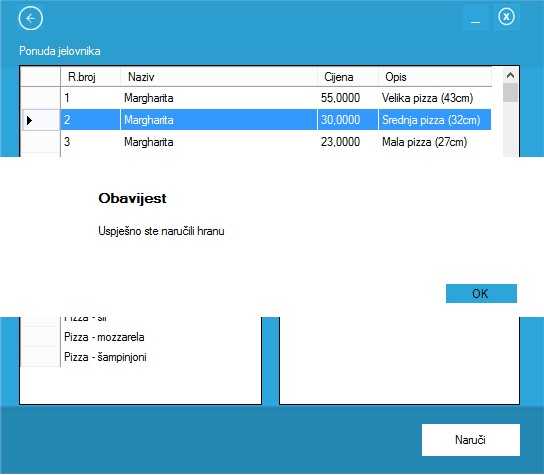 Ponuda jelovnika
R.broj Naziv Cijena Opis
1 Margharita 55,0000 Velika pizza (43cm)
2 Margharita 30,0000 Srednja pizza (32cm)
3 Margharita 23,0000 Mala pizza (27cm)
Obavijest
Uspješno ste naručili hranu
OK
Pizza - sir
Pizza - mozzarela
Pizza - šampinjoni
Naruči